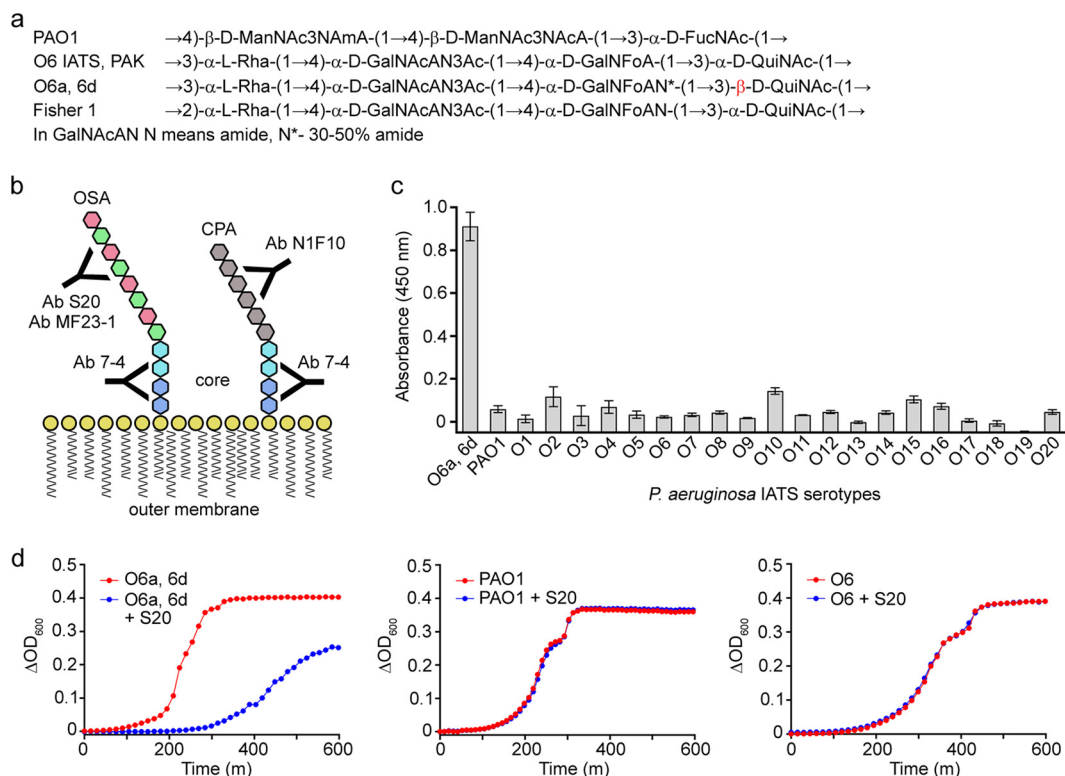 a
PAO1 →4)-β-D-ManNAc3NAmA-(1→4)-β-D-ManNAc3NAcA-(1→3)-α-D-FucNAc-(1→
O6 IATS, PAK →3)-α-L-Rha-(1→4)-α-D-GalNAcAN3Ac-(1→4)-α-D-GalNFoA-(1→3)-α-D-QuiNAc-(1→
O6a, 6d →3)-α-L-Rha-(1→4)-α-D-GalNAcAN3Ac-(1→4)-α-D-GalNFoAN*-(1→3)-β-D-QuiNAc-(1→
Fisher 1 →2)-α-L-Rha-(1→4)-α-D-GalNAcAN3Ac-(1→4)-α-D-GalNFoAN-(1→3)-α-D-QuiNAc-(1→
In GalNAcAN N means amide, N*- 30-50% amide
b
OSA
CPA
Ab N1F10
Ab S20
Ab MF23-1
Ab 7-4
core
Ab 7-4
outer membrane
c
Absorbance (450 nm)
1.0
0.8
0.6
0.4
0.2
0
O6a, 6d
PAO1
O1
O2
O3
O4
O5
O6
O7
O8
O9
O10
O11
O12
O13
O14
O15
O16
O17
O18
O19
O20
P. aeruginosa IATS serotypes
d
ΔOD600
0.5
0.4
0.3
0.2
0.1
0
O6a, 6d
O6a, 6d
+ S20
0 200 400 600
Time (m)
ΔOD600
0.5
0.4
0.3
0.2
0.1
0
PAO1
PAO1 + S20
0 200 400 600
Time (m)
ΔOD600
0.5
0.4
0.3
0.2
0.1
0
O6
O6 + S20
0 200 400 600
Time (m)